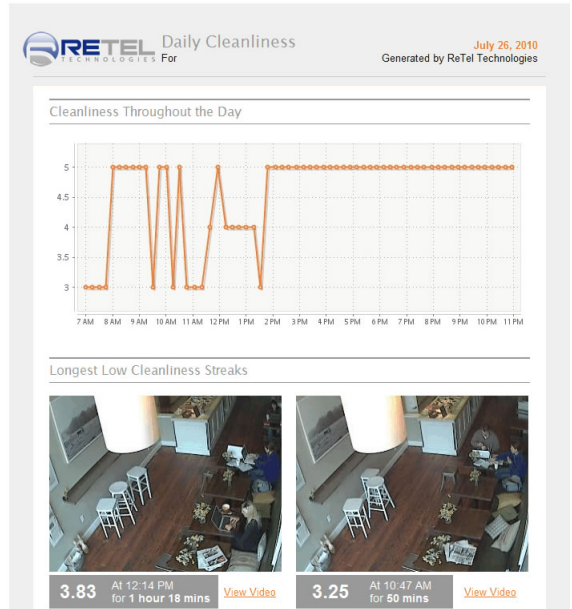 RETEL
TECHNOLOGIES
Daily Cleanliness
For
July 26, 2010
Generated by ReTel Technologies
Cleanliness Throughout the Day
5
4.5
4
3.5
3
7 AM 8 AM 9 AM 10 AM 11 AM 12 PM 1 PM 2 PM 3 PM 4 PM 5 PM 6 PM 7 PM 8 PM 9 PM 10 PM 11 PM
Longest Low Cleanliness Streaks
3.83 At 12:14 PM
for 1 hour 18 mins View Video
3.25 At 10:47 AM
for 50 mins View Video